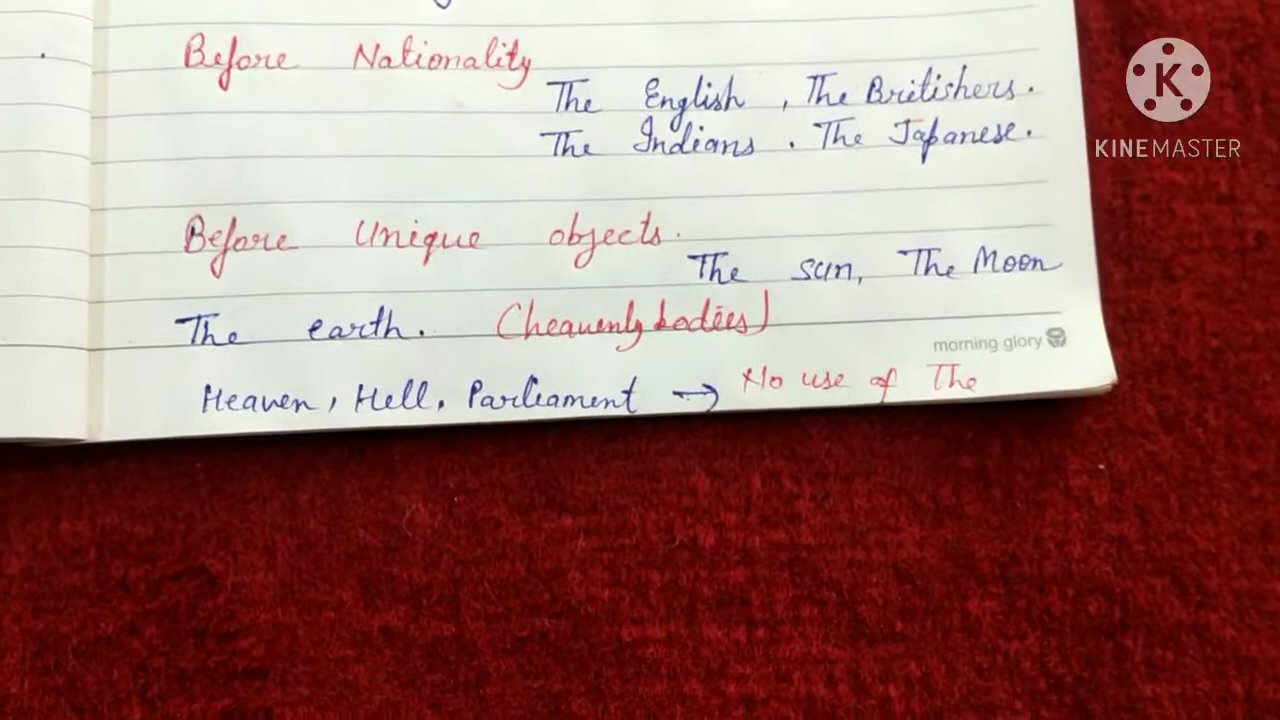 Before Nationality
The English , The Britishers.
The Indians . The Japanese.
Before Unique objects.
The sun, The Moon
The earth. (heavenly bodies)
morning glory
Heaven, Hell, Parliament → No use of The
K
KINEMASTER